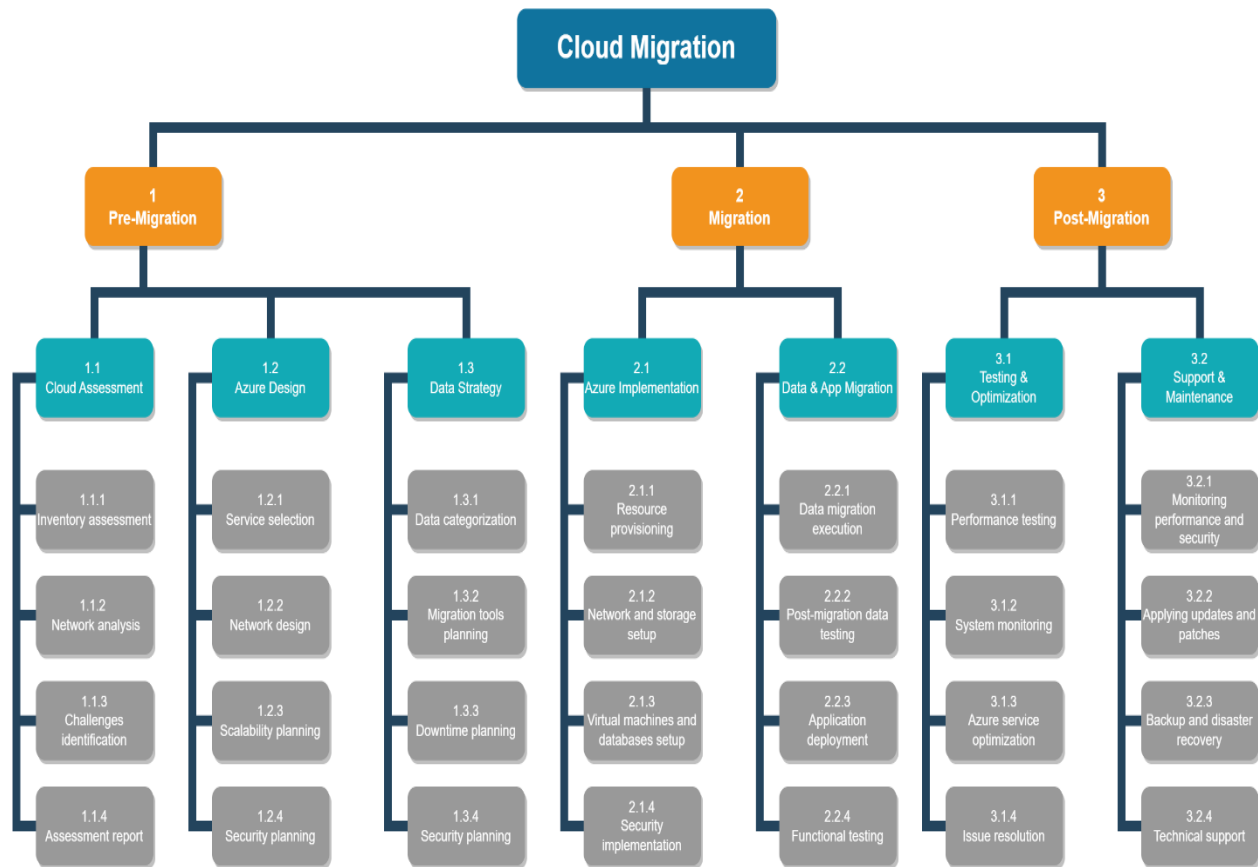 Cloud Migration
1
Pre-Migration
2
Migration
3
Post-Migration
1.1
Cloud Assessment
1.2
Azure Design
1.3
Data Strategy
2.1
Azure Implementation
2.2
Data & App Migration
3.1
Testing &
Optimization
3.2
Support &
Maintenance
1.1.1
Inventory assessment
1.2.1
Service selection
1.3.1
Data categorization
2.1.1
Resource
provisioning
2.2.1
Data migration
execution
3.1.1
Performance testing
3.2.1
Monitoring
performance and
security
1.1.2
Network analysis
1.2.2
Network design
1.3.2
Migration tools
planning
2.1.2
Network and storage
setup
2.2.2
Post-migration data
testing
3.1.2
System monitoring
3.2.2
Applying updates and
patches
1.1.3
Challenges
identification
1.2.3
Scalability planning
1.3.3
Downtime planning
2.1.3
Virtual machines and
databases setup
2.2.3
Application
deployment
3.1.3
Azure service
optimization
3.2.3
Backup and disaster
recovery
1.1.4
Assessment report
1.2.4
Security planning
1.3.4
Security planning
2.1.4
Security
implementation
2.2.4
Functional testing
3.1.4
Issue resolution
3.2.4
Technical support